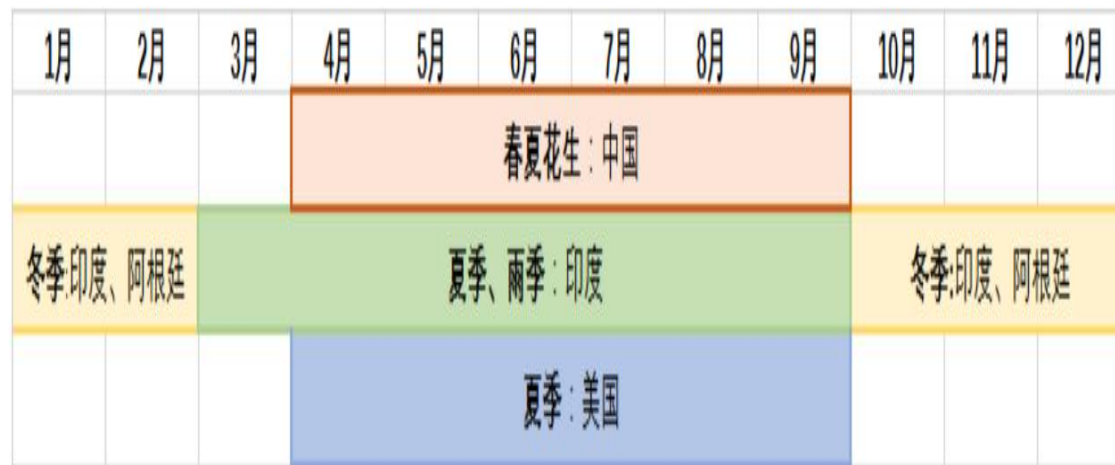 1月 2月 3月 4月 5月 6月 7月 8月 9月 10月 11月 12月
春夏花生：中国
冬季:印度、阿根廷 夏季、雨季：印度 冬季:印度、阿根廷
夏季：美国